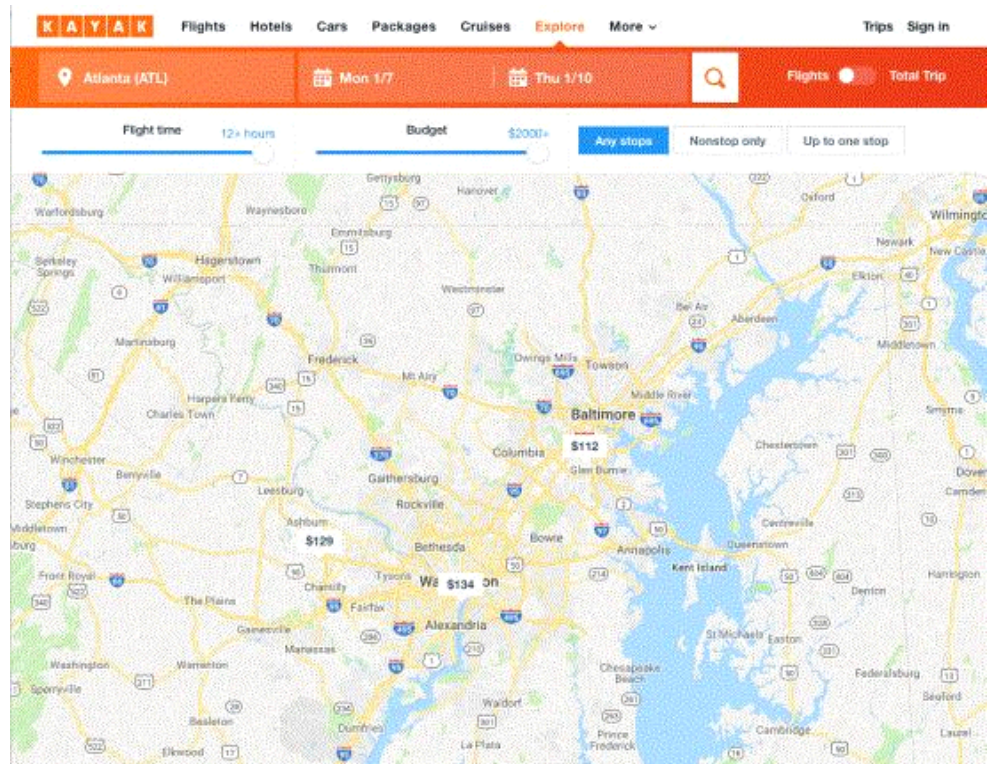 KAYAK Flights Hotels Cars Packages Cruises Explore More Trips Sign in
Atlanta (ATL) Mon 1/7 Thu 1/10 Flights Total Trip
Flight time 12+ hours Budget $2000+ Any stops Nonstop only Up to one stop
Gettysburg
Hanover
Oxford
Warfordsburg
Waynesboro
Wilmingto
Emmitsburg
Newark
New Castle
Berkeley
Springs
Hagerstown
Williamsport
Thurmont
Elkton
Westminster
Bel Air
Aberdeen
Martinsburg
Middletown
Frederick
Owings Mills
Towson
Mt Airy
Harpers Ferry
Middle River
Charles Town
Baltimore
Smyrna
$112
Columbia
Chestertown
Winchester
Glen Burnie
Berryville
Gaithersburg
Dover
Leesburg
Camden
Stephens City
Rockville
Ashburn
Middletown
Centreville
$129
Bowie
Bethesda
Annapolis
Queenstown
Kent Island
Front Royal
Tysons
Wa $134 on
Harrington
Chantilly
Denton
The Plains
Fairfax
Gainesville
Alexandria
St Michaels
Easton
Manassas
Washington
Warrenton
Chesapeake
Beach
Federalsburg
Sperryville
Seaford
Waldorf
Bealeton
Dumfries
Cambridge
Prince
Frederick
Laurel
Elkwood
La Plata